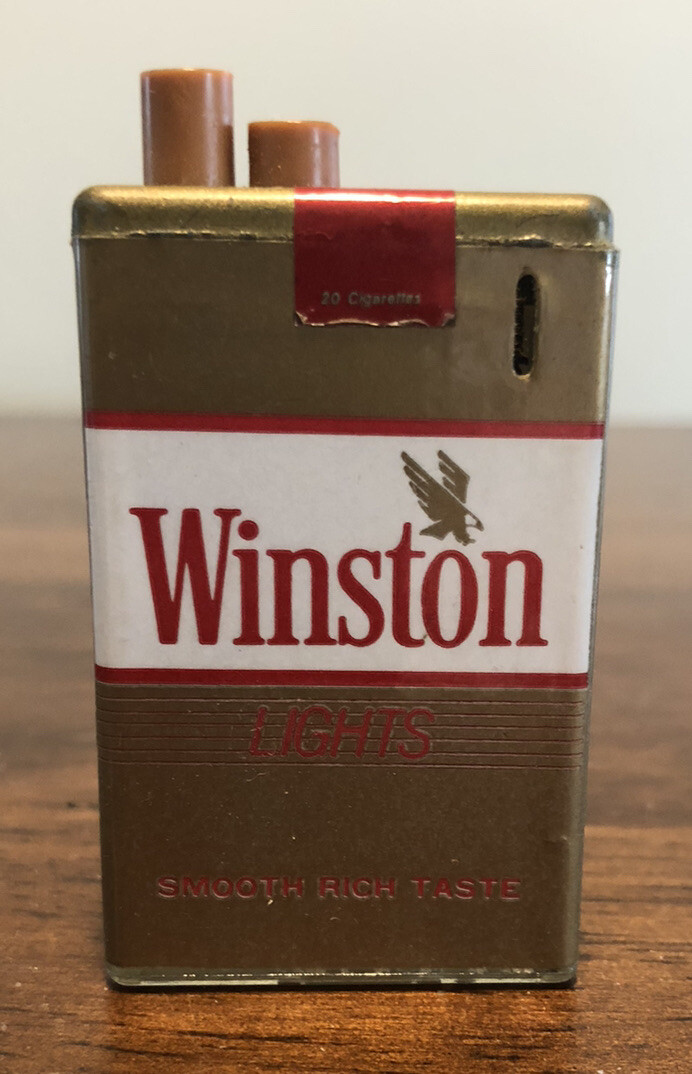 20 Cigarettes
Winston
LIGHTS
SMOOTH RICH TASTE